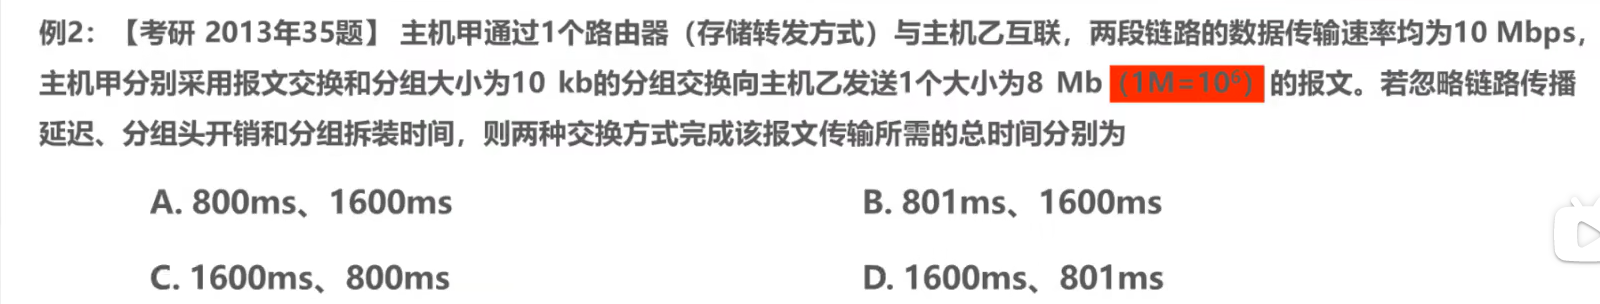 例2：【考研 2013年35题】 主机甲通过1个路由器（存储转发方式）与主机乙互联，两段链路的数据传输速率均为10 Mbps，
主机甲分别采用报文交换和分组大小为10 kb的分组交换向主机乙发送1个大小为8 Mb（1M=10⁶）的报文。若忽略链路传播
延迟、分组头开销和分组拆装时间，则两种交换方式完成该报文传输所需的总时间分别为
A. 800ms、1600ms
B. 801ms、1600ms
C. 1600ms、800ms
D. 1600ms、801ms